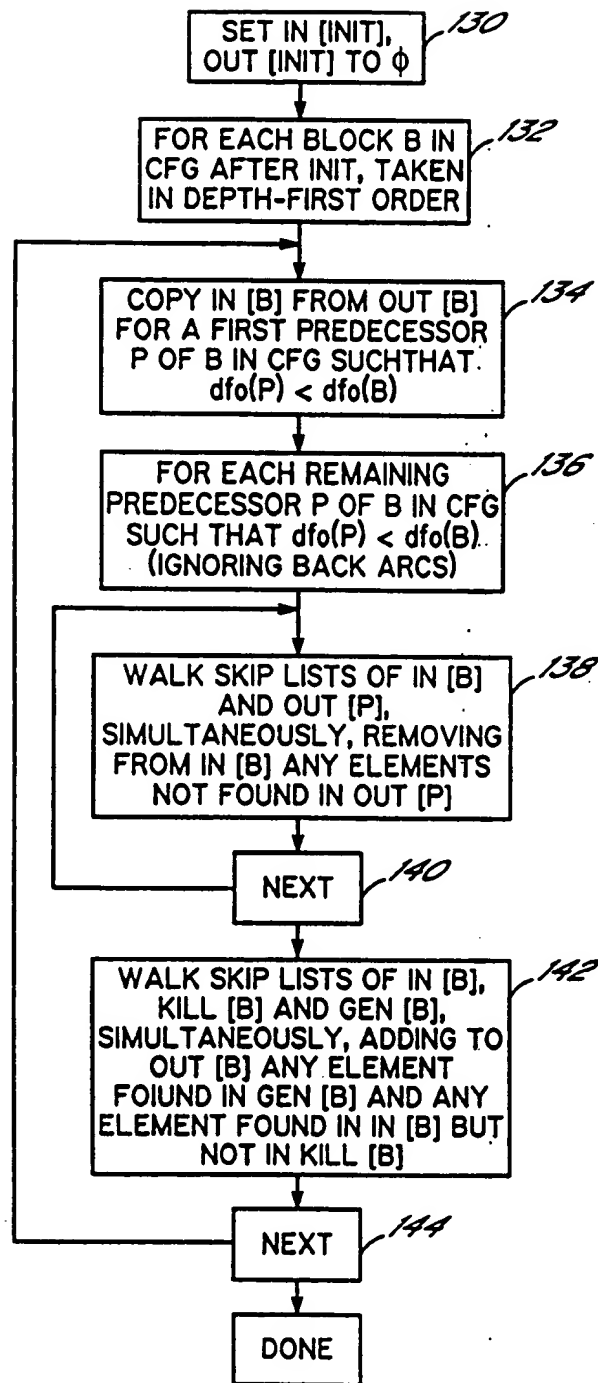 SET IN [INIT],
OUT [INIT] TO ϕ
130
FOR EACH BLOCK B IN
CFG AFTER INIT, TAKEN
IN DEPTH-FIRST ORDER
132
COPY IN [B] FROM OUT [B]
FOR A FIRST PREDECESSOR
P OF B IN CFG SUCHTHAT
dfo(P) < dfo(B)
134
FOR EACH REMAINING
PREDECESSOR P OF B IN CFG
SUCH THAT dfo(P) < dfo(B)
(IGNORING BACK ARCS)
136
WALK SKIP LISTS OF IN [B]
AND OUT [P],
SIMULTANEOUSLY, REMOVING
FROM IN [B] ANY ELEMENTS
NOT FOUND IN OUT [P]
138
NEXT
140
WALK SKIP LISTS OF IN [B],
KILL [B] AND GEN [B],
SIMULTANEOUSLY, ADDING TO
OUT [B] ANY ELEMENT
FOIUND IN GEN [B] AND ANY
ELEMENT FOUND IN IN [B] BUT
NOT IN KILL [B]
142
NEXT
144
DONE